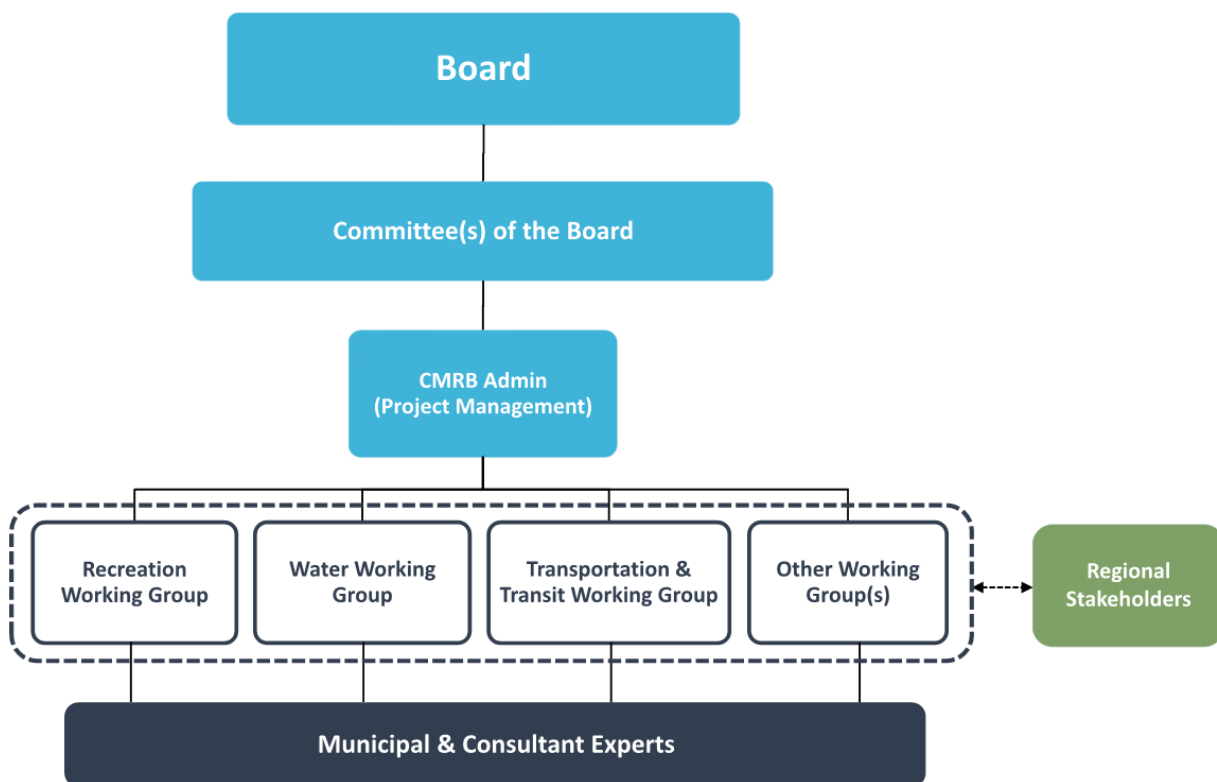 Board
Committee(s) of the Board
CMRB Admin
(Project Management)
Recreation
Working Group
Water Working
Group
Transportation &
Transit Working Group
Other Working
Group(s)
Regional
Stakeholders
Municipal & Consultant Experts